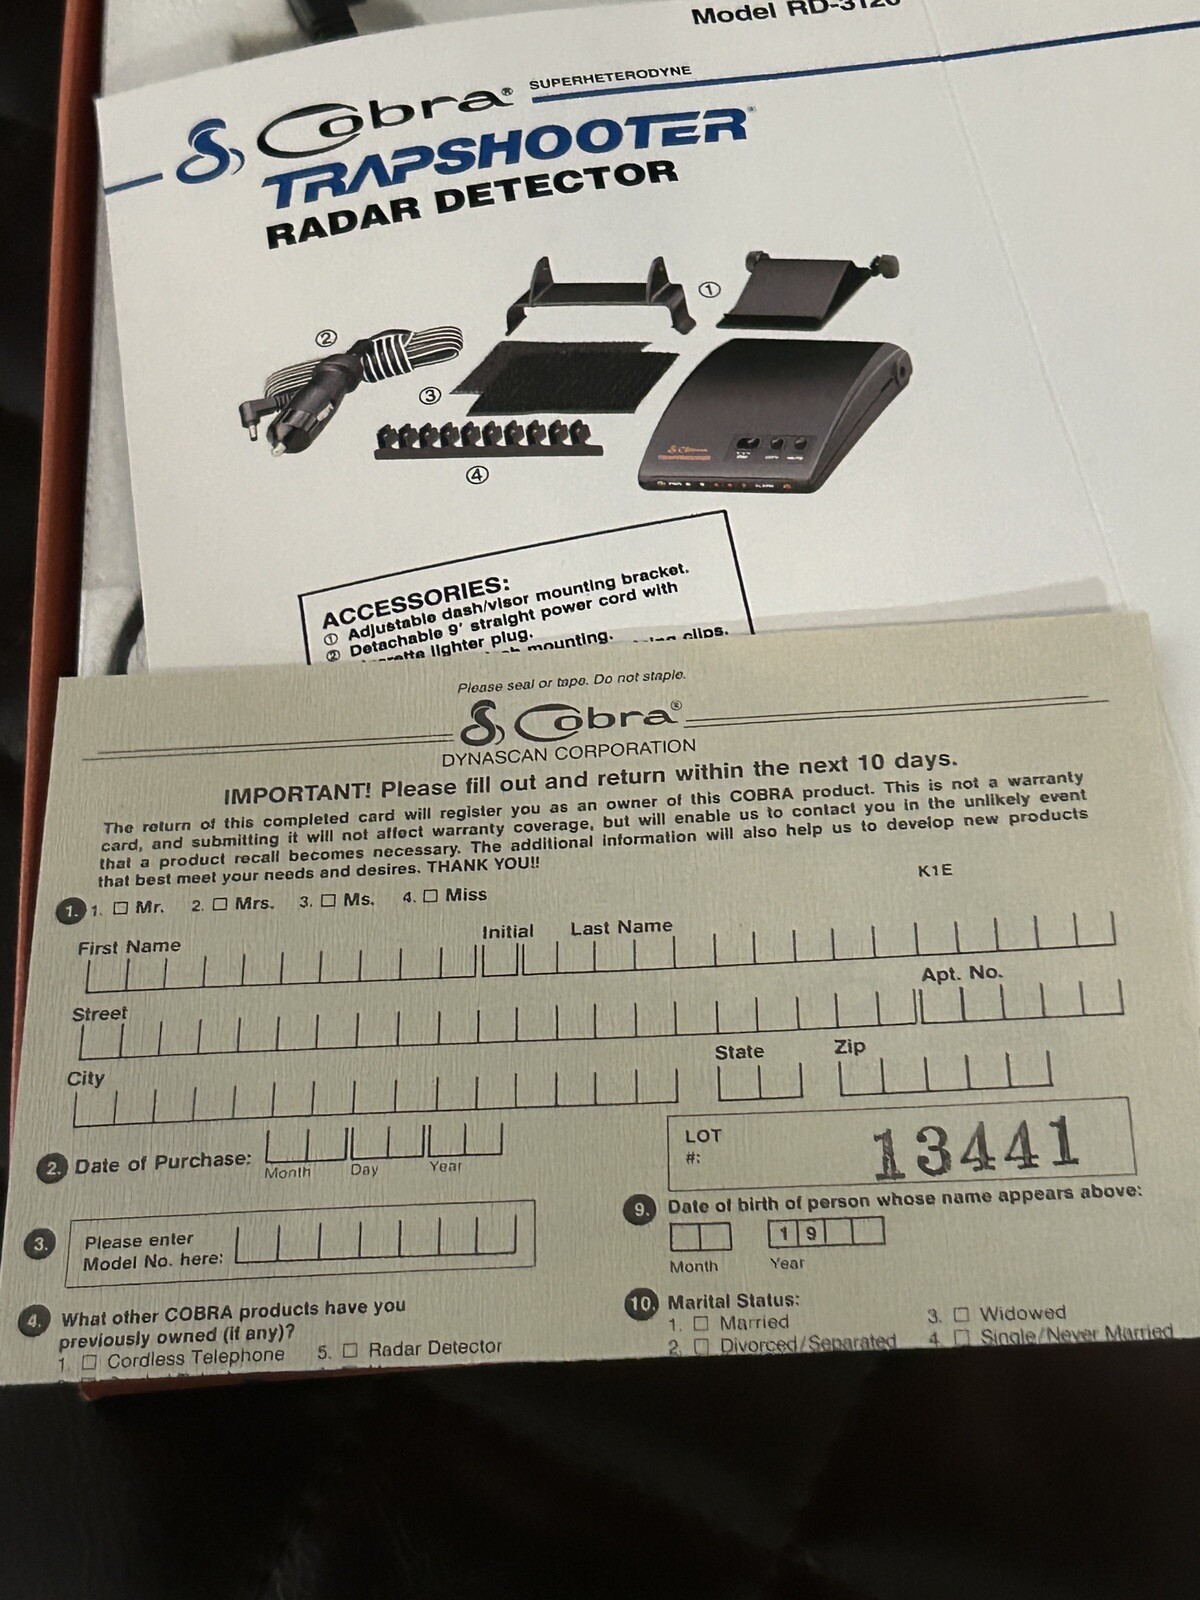 Model RD-3120
Cobra® SUPERHETERODYNE
TRAPSHOOTER®
RADAR DETECTOR
①
②
③
④
Cobra
TRAPSHOOTER
ACCESSORIES:
① Adjustable dash/visor mounting bracket.
② Detachable 9' straight power cord with
lighter plug.
mounting.
clips.
Please seal or tape. Do not staple.
Cobra®
DYNASCAN CORPORATION
IMPORTANT! Please fill out and return within the next 10 days.
The return of this completed card will register you as an owner of this COBRA product. This is not a warranty
card, and submitting it will not affect warranty coverage, but will enable us to contact you in the unlikely event
that a product recall becomes necessary. The additional information will also help us to develop new products
that best meet your needs and desires. THANK YOU!!
K1E
1. 1. ☐ Mr. 2. ☐ Mrs. 3. ☐ Ms. 4. ☐ Miss
First Name Initial Last Name
Street Apt. No.
City State Zip
2. Date of Purchase:
Month Day Year
LOT
#: 13441
3. Please enter
Model No. here:
9. Date of birth of person whose name appears above:
1 9
Month Year
4. What other COBRA products have you
previously owned (if any)?
1. ☐ Cordless Telephone 5. ☐ Radar Detector
10. Marital Status:
1. ☐ Married 3. ☐ Widowed
2. ☐ Divorced/Separated 4. ☐ Single/Never Married